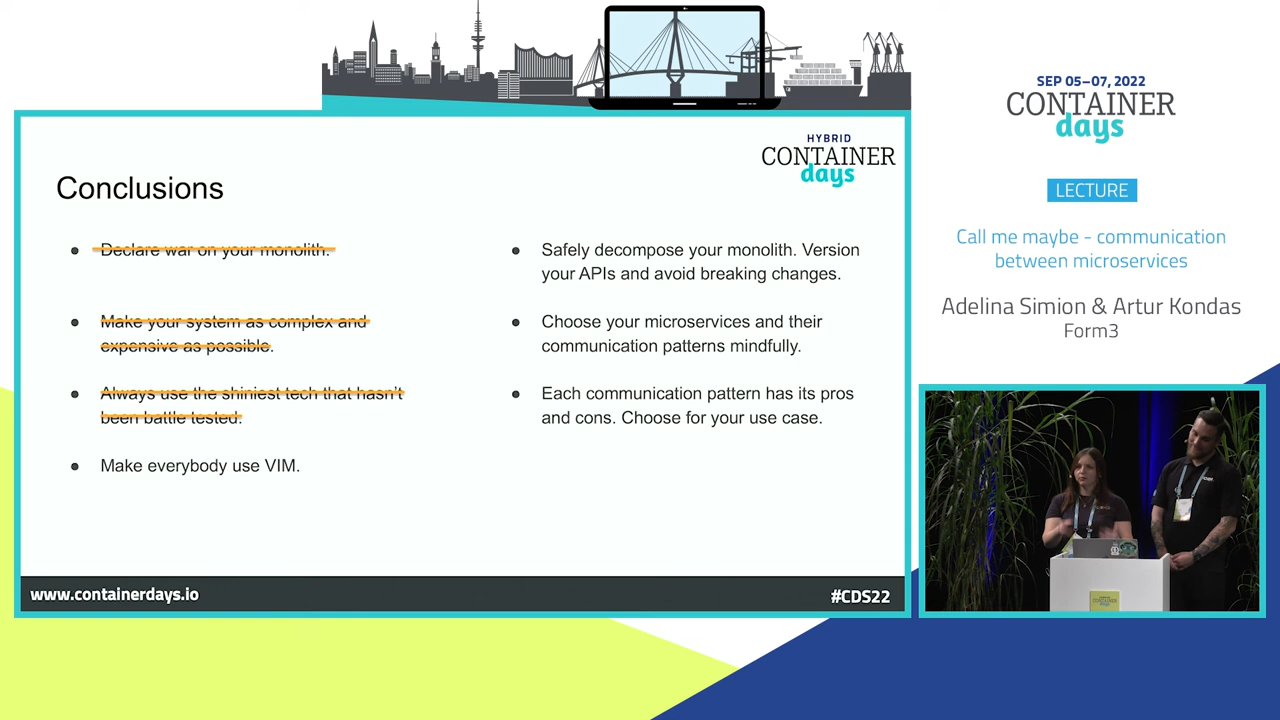 HYBRID
CONTAINER
days
Conclusions
Declare war on your monolith.
Make your system as complex and
expensive as possible.
Always use the shiniest tech that hasn't
been battle tested.
Make everybody use VIM.
Safely decompose your monolith. Version
your APIs and avoid breaking changes.
Choose your microservices and their
communication patterns mindfully.
Each communication pattern has its pros
and cons. Choose for your use case.
www.containerdays.io
#CDS22
SEP 05–07, 2022
CONTAINER
days
LECTURE
Call me maybe - communication
between microservices
Adelina Simion & Artur Kondas
Form3
CONTAINER
days